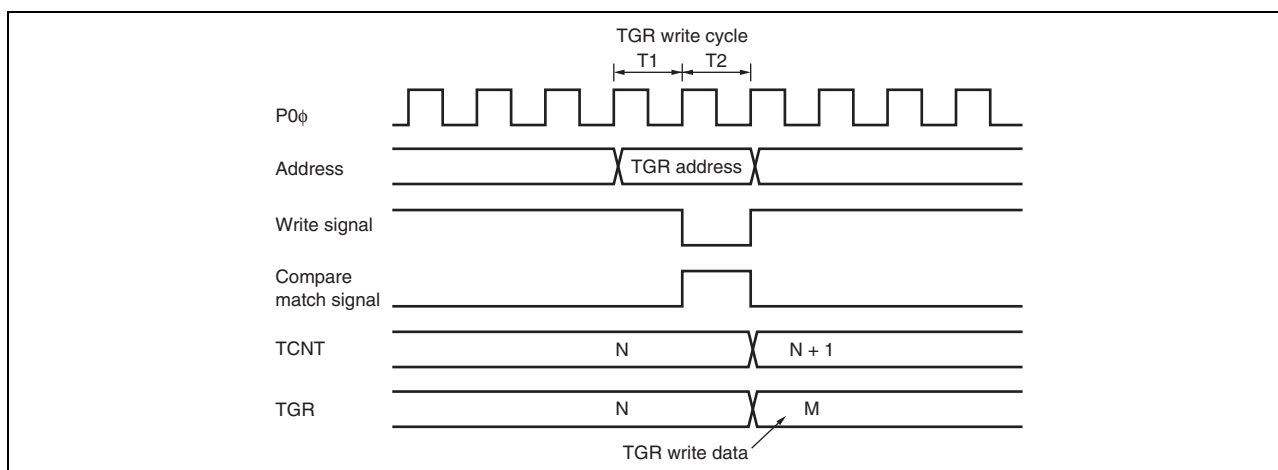 TGR write cycle
T1 T2
P0ϕ
Address TGR address
Write signal
Compare
match signal
TCNT N N + 1
TGR N M
TGR write data